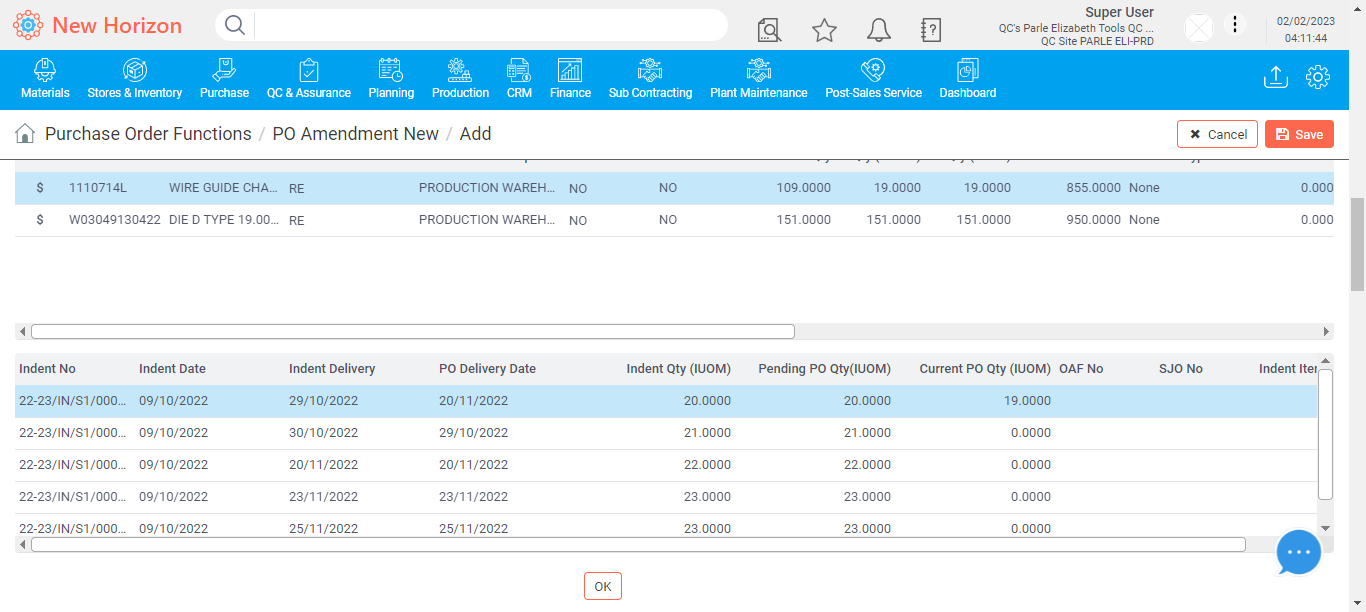 New Horizon
Super User
QC's Parle Elizabeth Tools QC ...
QC Site PARLE ELI-PRD
02/02/2023
04:11:44
Materials Stores & Inventory Purchase QC & Assurance Planning Production CRM Finance Sub Contracting Plant Maintenance Post-Sales Service Dashboard
Purchase Order Functions / PO Amendment New / Add
Cancel Save
$ 1110714L WIRE GUIDE CHA... RE PRODUCTION WAREH... NO NO 109.0000 19.0000 19.0000 855.0000 None 0.000
$ W03049130422 DIE D TYPE 19.00... RE PRODUCTION WAREH... NO NO 151.0000 151.0000 151.0000 950.0000 None 0.000
Indent No Indent Date Indent Delivery PO Delivery Date Indent Qty (IUOM) Pending PO Qty(IUOM) Current PO Qty (IUOM) OAF No SJO No Indent Iter
22-23/IN/S1/000... 09/10/2022 29/10/2022 20/11/2022 20.0000 20.0000 19.0000
22-23/IN/S1/000... 09/10/2022 30/10/2022 29/10/2022 21.0000 21.0000 0.0000
22-23/IN/S1/000... 09/10/2022 20/11/2022 20/11/2022 22.0000 22.0000 0.0000
22-23/IN/S1/000... 09/10/2022 23/11/2022 23/11/2022 23.0000 23.0000 0.0000
22-23/IN/S1/000... 09/10/2022 25/11/2022 25/11/2022 23.0000 23.0000 0.0000
OK